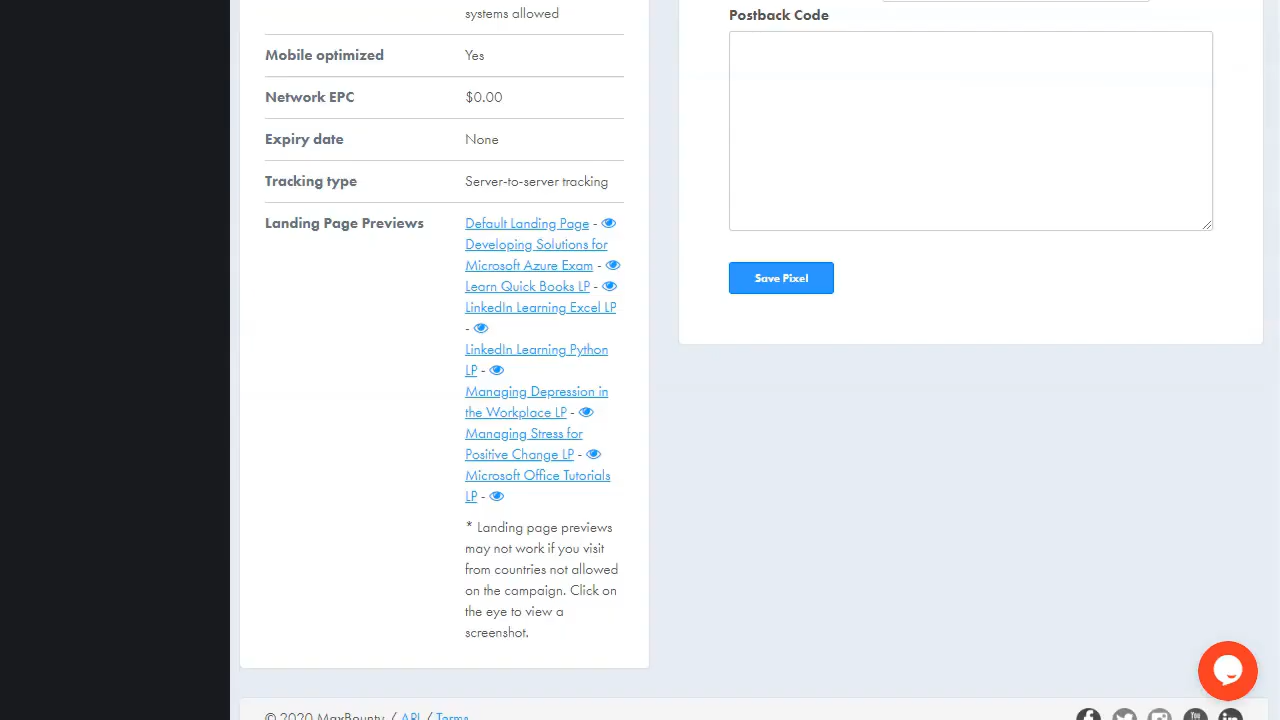 systems allowed
Mobile optimized Yes
Network EPC $0.00
Expiry date None
Tracking type Server-to-server tracking
Landing Page Previews Default Landing Page -
Developing Solutions for
Microsoft Azure Exam -
Learn Quick Books LP -
LinkedIn Learning Excel LP
-
LinkedIn Learning Python
LP -
Managing Depression in
the Workplace LP -
Managing Stress for
Positive Change LP -
Microsoft Office Tutorials
LP -
* Landing page previews
may not work if you visit
from countries not allowed
on the campaign. Click on
the eye to view a
screenshot.
Postback Code
Save Pixel
© 2020 MaxBounty / API / Terms